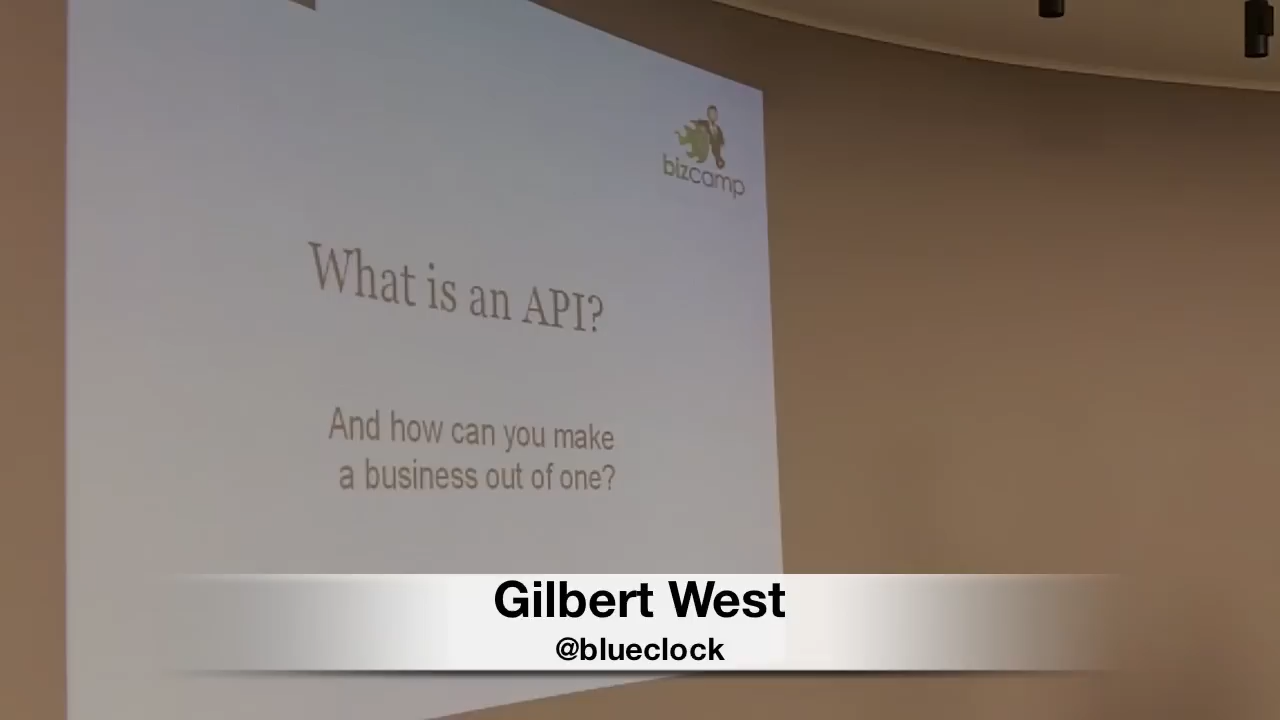 bizcamp
What is an API?
And how can you make
a business out of one?
Gilbert West
@blueclock